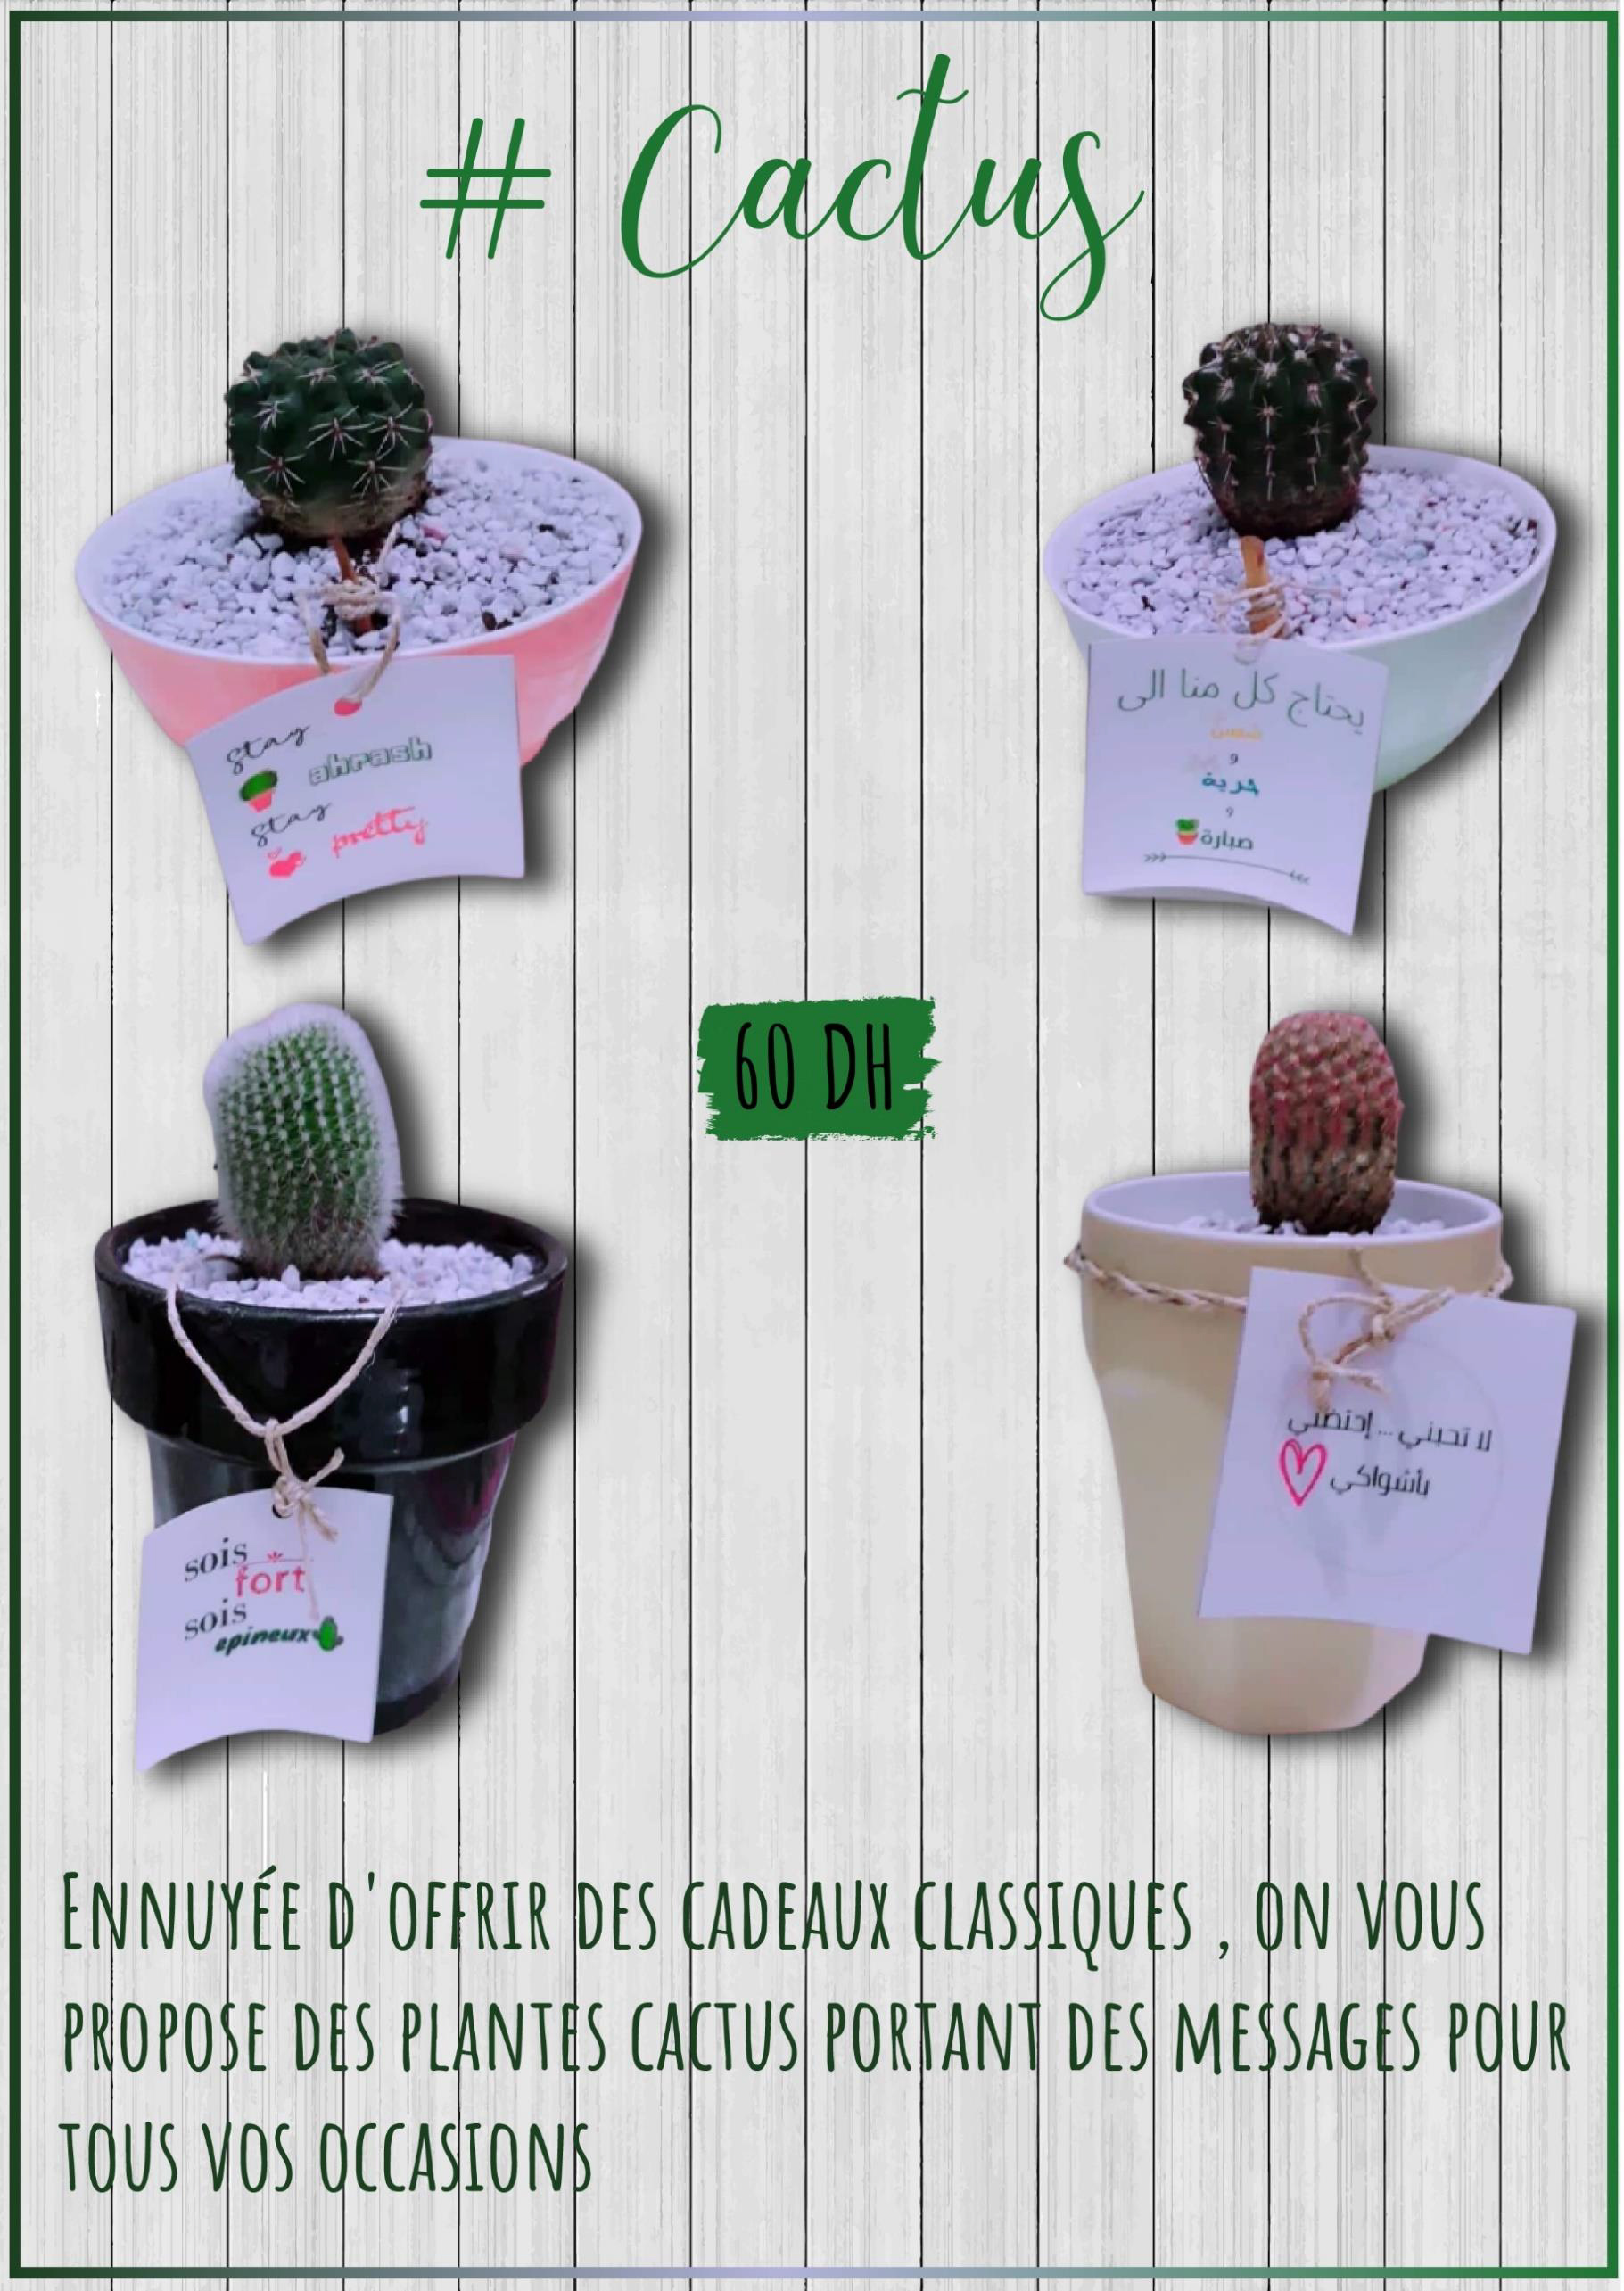 # Cactus
stay
ahrash
stay
pretty
يحتاج كل منا الى
شمس
و
حرية
و
صبارة
60 DH
sois
fort
sois
epineux
لا تحبني ... إحتضني
بأشواكي
ENNUYÉE D'OFFRIR DES CADEAUX CLASSIQUES , ON VOUS
PROPOSE DES PLANTES CACTUS PORTANT DES MESSAGES POUR
TOUS VOS OCCASIONS